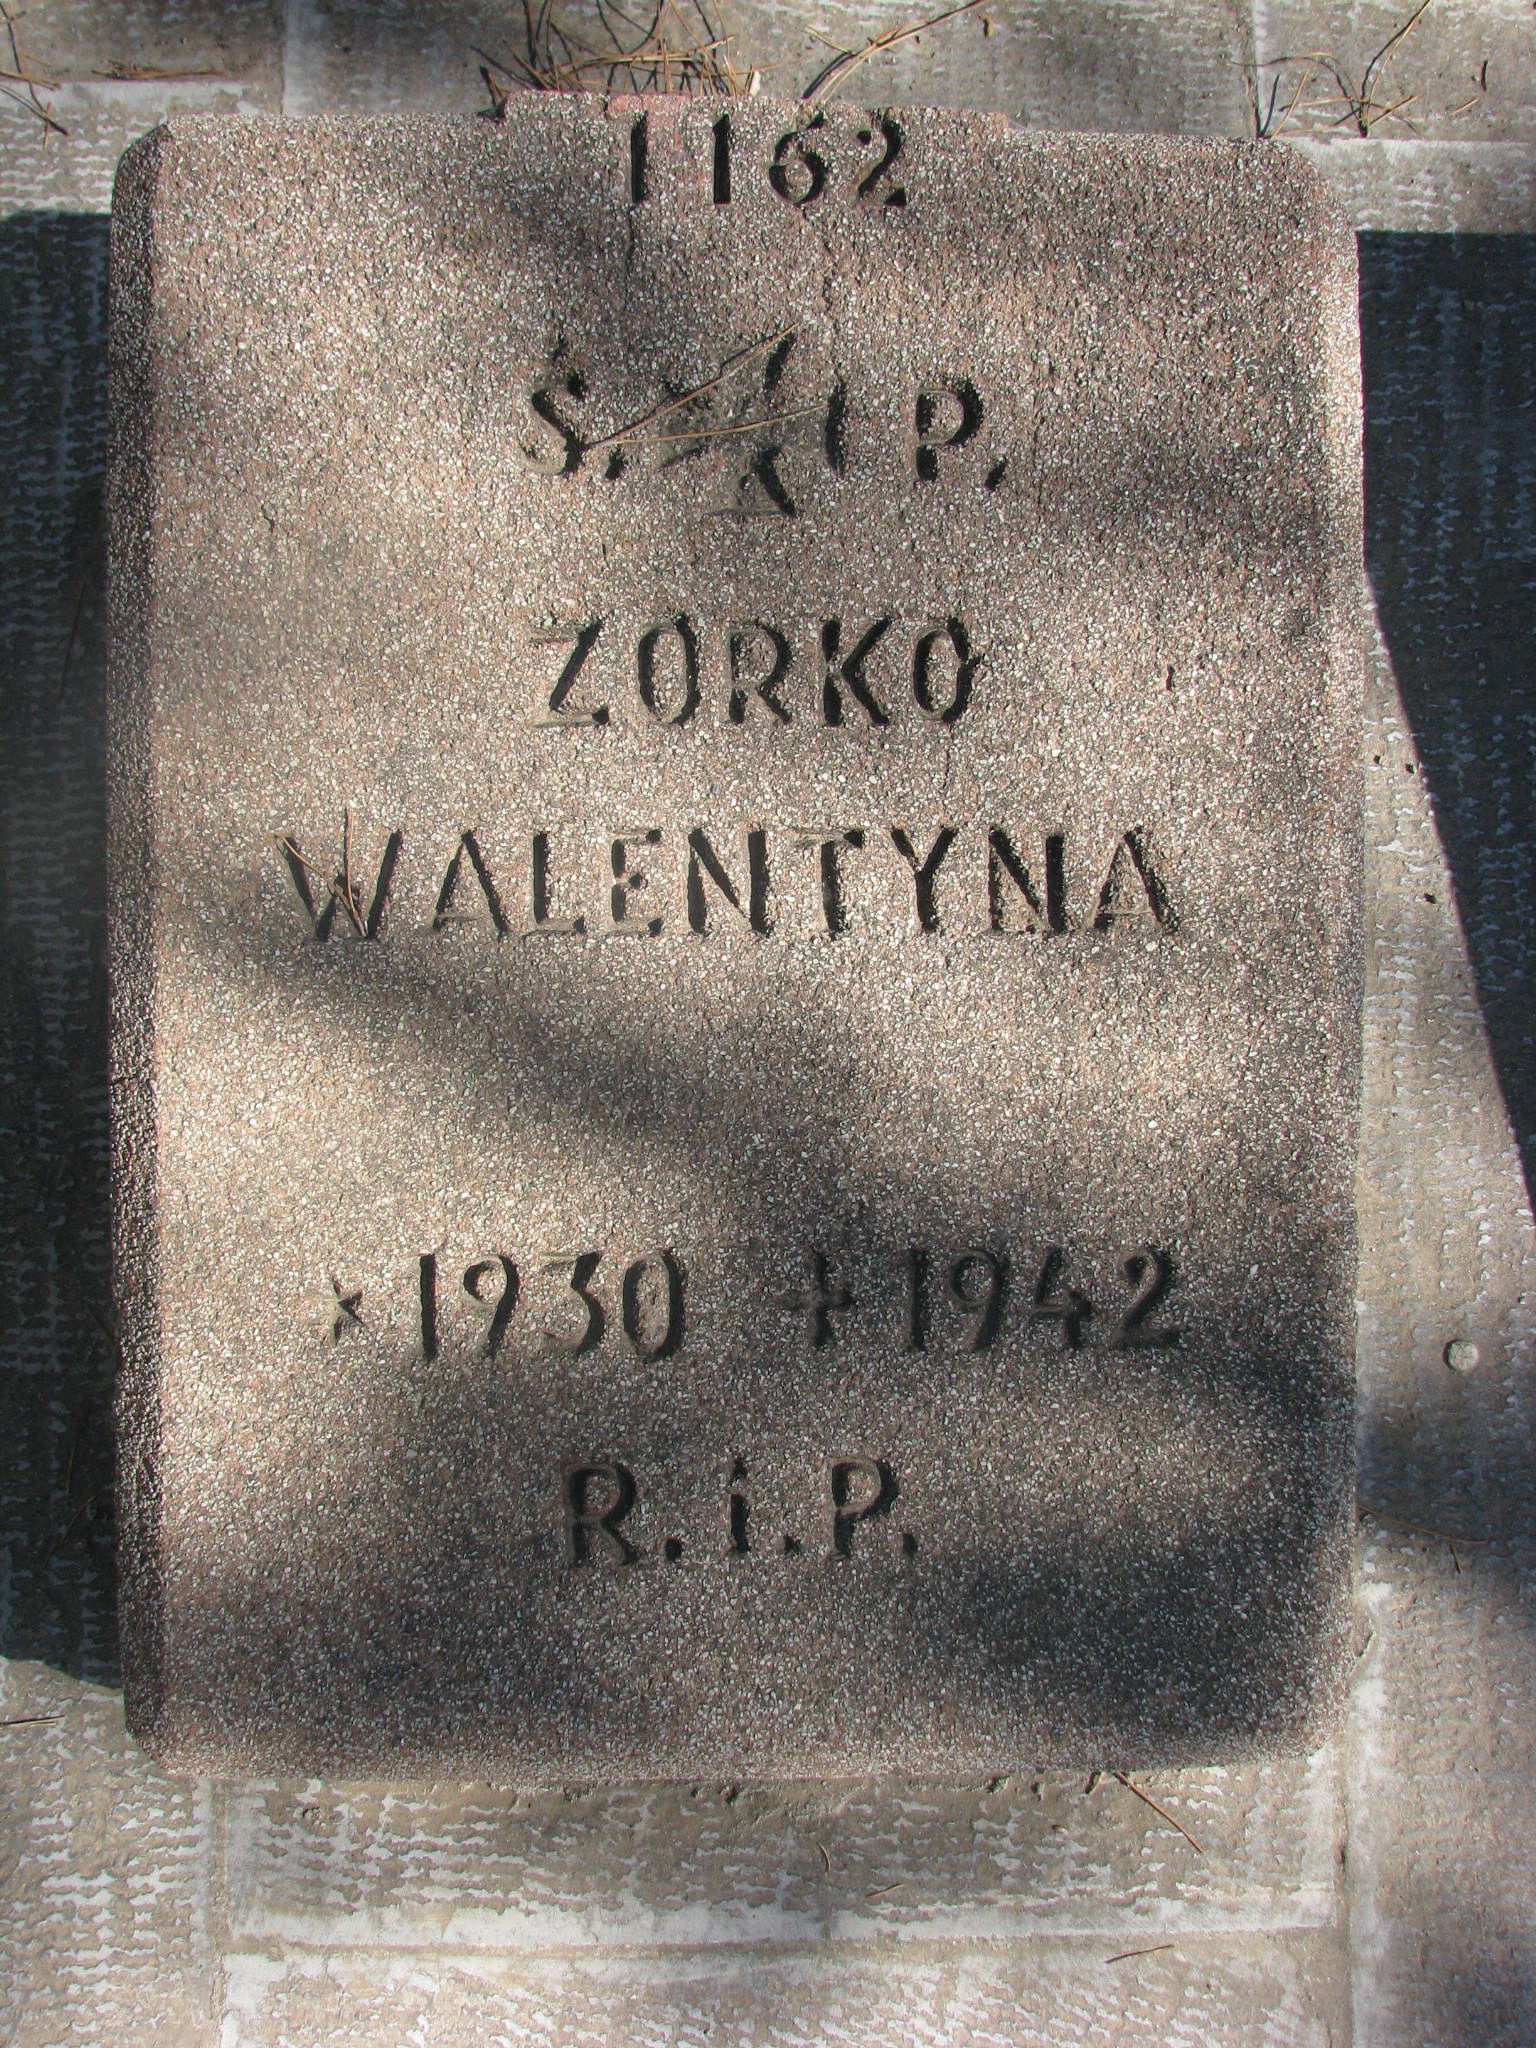 1162
Ś. I P.
ZORKO
WALENTYNA
* 1930 + 1942
R. i. P.